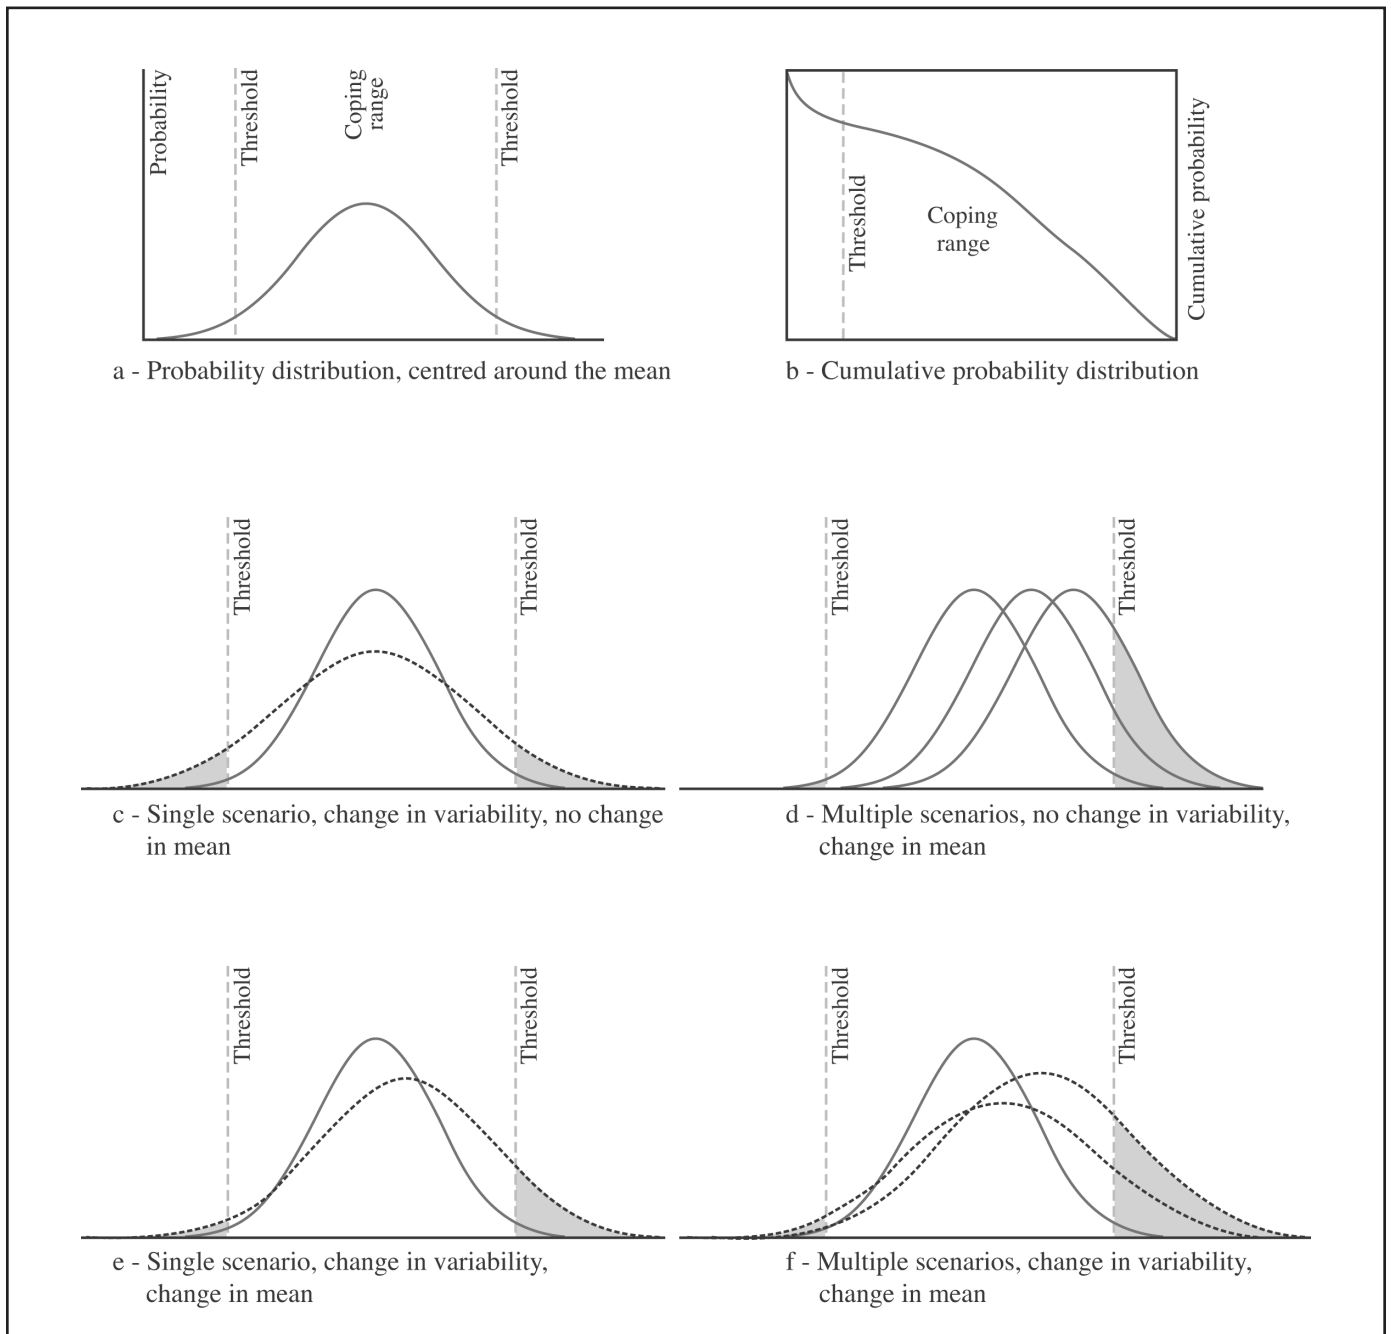 Probability
Threshold
Coping
range
Threshold
a - Probability distribution, centred around the mean
Threshold
Coping
range
Cumulative probability
b - Cumulative probability distribution
Threshold
Threshold
c - Single scenario, change in variability, no change
in mean
Threshold
Threshold
d - Multiple scenarios, no change in variability,
change in mean
Threshold
Threshold
e - Single scenario, change in variability,
change in mean
Threshold
Threshold
f - Multiple scenarios, change in variability,
change in mean